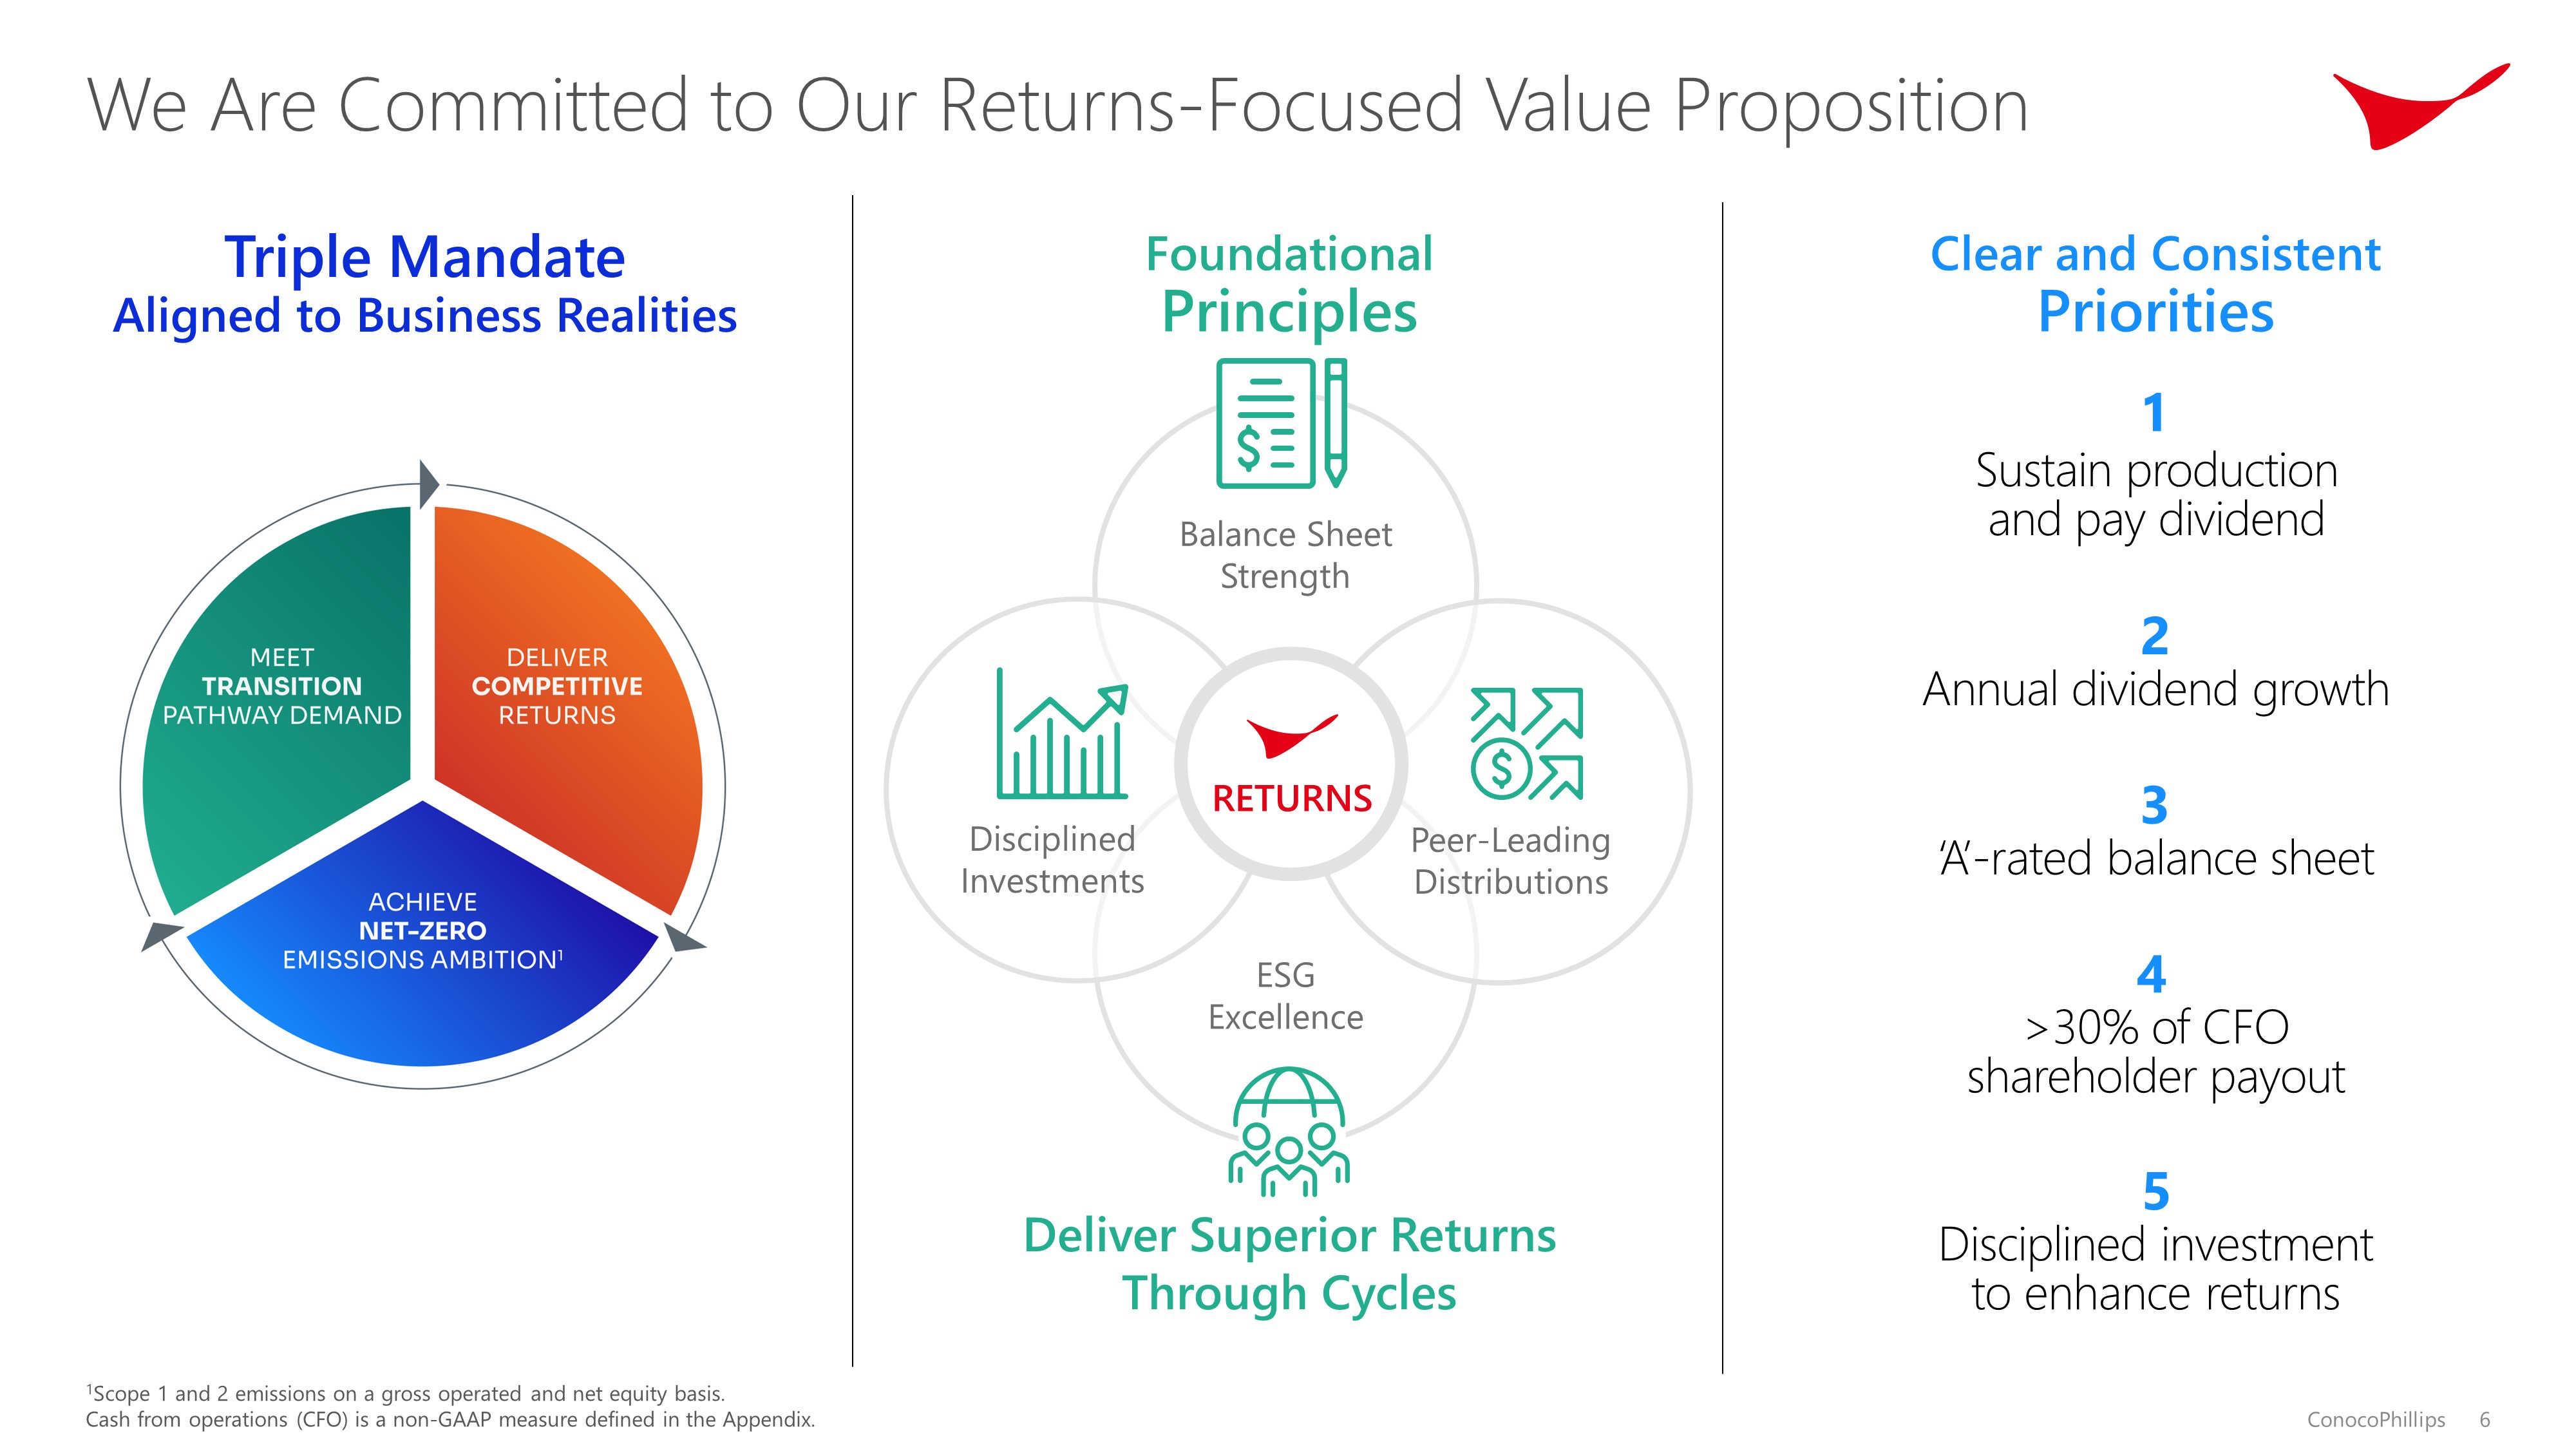 We Are Committed to Our Returns-Focused Value Proposition
Triple Mandate
Aligned to Business Realities
MEET
TRANSITION
PATHWAY DEMAND
DELIVER
COMPETITIVE
RETURNS
ACHIEVE
NET-ZERO
EMISSIONS AMBITION¹
Foundational
Principles
$
Balance Sheet
Strength
Disciplined
Investments
RETURNS
$
Peer-Leading
Distributions
ESG
Excellence
Deliver Superior Returns
Through Cycles
Clear and Consistent
Priorities
1
Sustain production
and pay dividend
2
Annual dividend growth
3
‘A’-rated balance sheet
4
>30% of CFO
shareholder payout
5
Disciplined investment
to enhance returns
¹Scope 1 and 2 emissions on a gross operated and net equity basis.
Cash from operations (CFO) is a non-GAAP measure defined in the Appendix.
ConocoPhillips 6